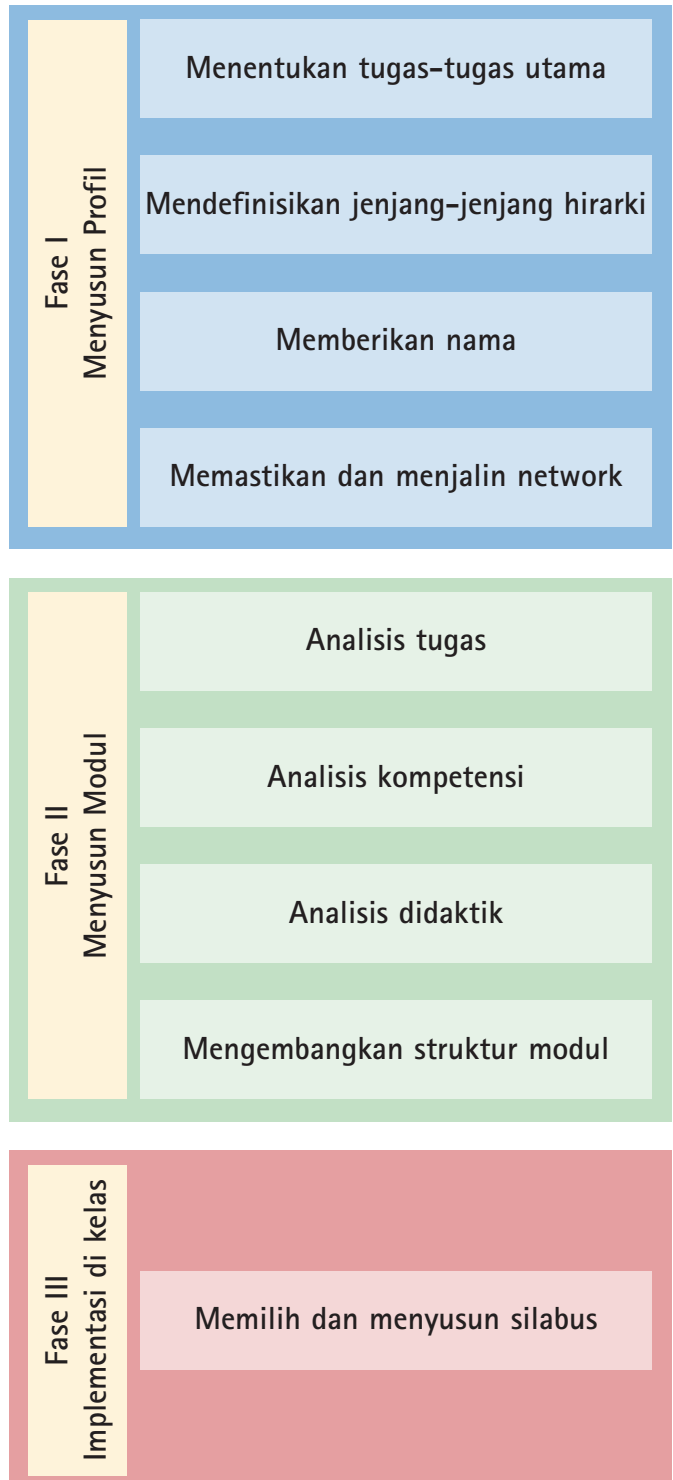 Fase I
Menyusun Profil
Menentukan tugas-tugas utama
Mendefinisikan jenjang-jenjang hirarki
Memberikan nama
Memastikan dan menjalin network
Fase II
Menyusun Modul
Analisis tugas
Analisis kompetensi
Analisis didaktik
Mengembangkan struktur modul
Fase III
Implementasi di kelas
Memilih dan menyusun silabus